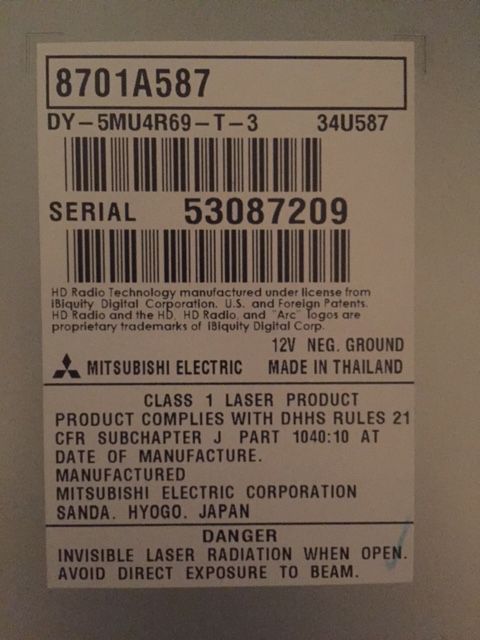 8701A587
DY-5MU4R69-T-3 34U587
SERIAL 53087209
HD Radio Technology manufactured under license from
iBiquity Digital Corporation. U.S. and Foreign Patents.
HD Radio and the HD, HD Radio, and "Arc" logos are
proprietary trademarks of iBiquity Digital Corp.
12V NEG. GROUND
MITSUBISHI ELECTRIC MADE IN THAILAND
CLASS 1 LASER PRODUCT
PRODUCT COMPLIES WITH DHHS RULES 21
CFR SUBCHAPTER J PART 1040:10 AT
DATE OF MANUFACTURE.
MANUFACTURED
MITSUBISHI ELECTRIC CORPORATION
SANDA. HYOGO. JAPAN
DANGER
INVISIBLE LASER RADIATION WHEN OPEN.
AVOID DIRECT EXPOSURE TO BEAM.